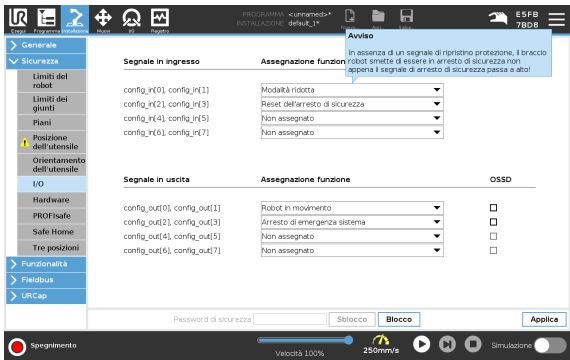 PROGRAMMA <unnamed>*
INSTALLAZIONE default_1*
E5FB
7BD8
Esegui Programma Installazione Muovi I/O Registro
Avviso
In assenza di un segnale di ripristino protezione, il braccio
robot smette di essere in arresto di sicurezza non
appena il segnale di arresto di sicurezza passa a alto!
Generale
Sicurezza
Limiti del
robot
Limiti dei
giunti
Piani
Posizione
dell'utensile
Orientamento
dell'utensile
I/O
Hardware
PROFIsafe
Safe Home
Tre posizioni
Funzionalità
Fieldbus
URCap
Segnale in ingresso Assegnazione funzion
config_in[0], config_in[1] Modalità ridotta
config_in[2], config_in[3] Reset dell'arresto di sicurezza
config_in[4], config_in[5] Non assegnato
config_in[6], config_in[7] Non assegnato
Segnale in uscita Assegnazione funzione OSSD
config_out[0], config_out[1] Robot in movimento
config_out[2], config_out[3] Arresto di emergenza sistema
config_out[4], config_out[5] Non assegnato
config_out[6], config_out[7] Non assegnato
Password di sicurezza Sblocco Blocco Applica
Spegnimento Velocità 100% 250mm/s Simulazione